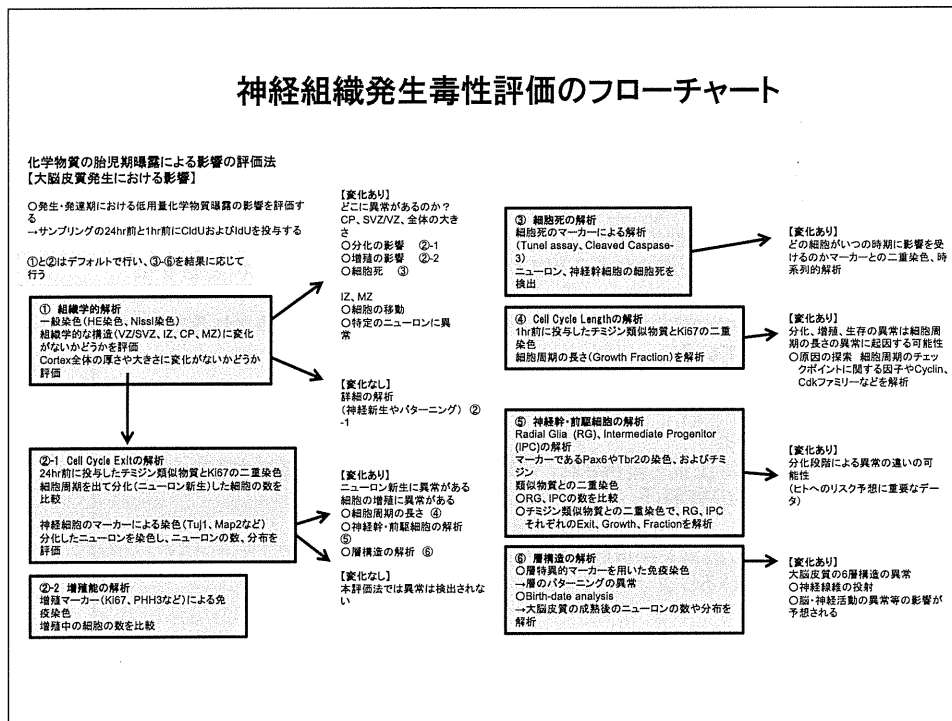 神経組織発生毒性評価のフローチャート
化学物質の胎児期曝露による影響の評価法
【大脳皮質発生における影響】
○発生・発達期における低用量化学物質曝露の影響を評価す
る
→サンプリングの24hr前と1hr前にCldUおよびIdUを投与する
①と②はデフォルトで行い、③-⑥を結果に応じて
行う
① 組織学的解析
一般染色(HE染色、Nissl染色)
組織学的な構造(VZ/SVZ、IZ、CP、MZ)に変化
がないかどうかを評価
Cortex全体の厚さや大きさに変化がないかどうか
評価
②-1 Cell Cycle Exitの解析
24hr前に投与したチミジン類似物質とKi67の二重染色
細胞周期を出て分化(ニューロン新生)した細胞の数を
比較
神経細胞のマーカーによる染色(Tuj1、Map2など)
分化したニューロンを染色し、ニューロンの数、分布を
評価
②-2 増殖能の解析
増殖マーカー(Ki67、PHH3など)による免
疫染色
増殖中の細胞の数を比較
【変化あり】
どこに異常があるのか?
CP、SVZ/VZ、全体の大き
さ
○分化の影響 ②-1
○増殖の影響 ②-2
○細胞死 ③
IZ、MZ
○細胞の移動
○特定のニューロンに異
常
【変化なし】
詳細の解析
(神経新生やパターニング) ②
-1
【変化あり】
ニューロン新生に異常がある
細胞の増殖に異常がある
○細胞周期の長さ ④
○神経幹・前駆細胞の解析
⑤
○層構造の解析 ⑥
【変化なし】
本評価法では異常は検出されな
い
③ 細胞死の解析
細胞死のマーカーによる解析
(Tunel assay、Cleaved Caspase-
3)
ニューロン、神経幹細胞の細胞死を
検出
④ Cell Cycle Lengthの解析
1hr前に投与したチミジン類似物質とKi67の二重
染色
細胞周期の長さ(Growth Fraction)を解析
⑤ 神経幹・前駆細胞の解析
Radial Glia (RG)、Intermediate Progenitor
(IPC)の解析
マーカーであるPax6やTbr2の染色、およびチミ
ジン
類似物質との二重染色
○RG、IPCの数を比較
○チミジン類似物質との二重染色で、RG、IPC
それぞれのExit、Growth、Fractionを解析
⑥ 層構造の解析
○層特異的マーカーを用いた免疫染色
→層のパターニングの異常
○Birth-date analysis
→大脳皮質の成熟後のニューロンの数や分布を
解析
【変化あり】
どの細胞がいつの時期に影響を
受けるのかマーカーとの二重染色、時
系列的解析
【変化あり】
分化、増殖、生存の異常は細胞周
期の長さの異常に起因する可能性
○原因の探索 細胞周期のチェッ
クポイントに関する因子やCyclin、
Cdkファミリーなどを解析
【変化あり】
分化段階による異常の違いの可
能性
(ヒトへのリスク予想に重要なデー
タ)
【変化あり】
大脳皮質の6層構造の異常
○神経線維の投射
○脳・神経活動の異常等の影響が
予想される